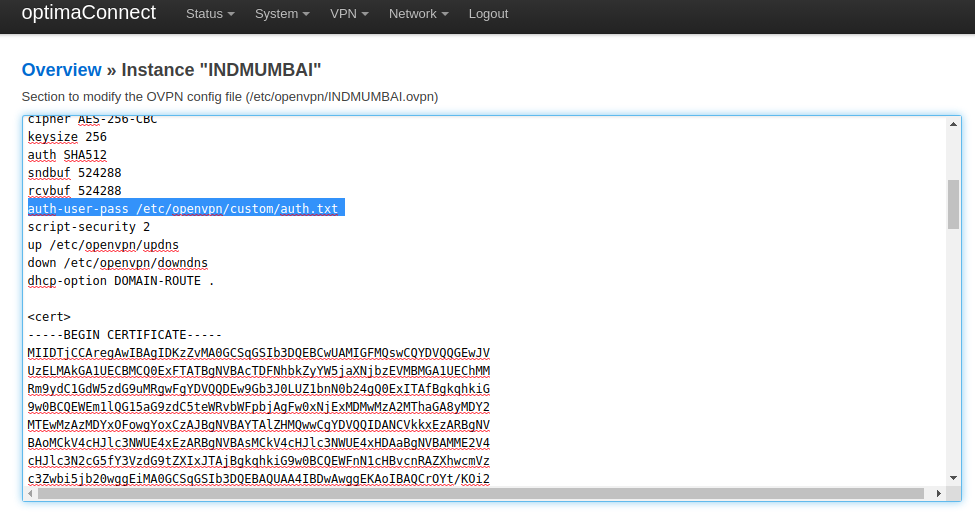 optimaConnect Status System VPN Network Logout
Overview » Instance "INDMUMBAI"
Section to modify the OVPN config file (/etc/openvpn/INDMUMBAI.ovpn)
cipher AES-256-CBC
keysize 256
auth SHA512
sndbuf 524288
rcvbuf 524288
auth-user-pass /etc/openvpn/custom/auth.txt
script-security 2
up /etc/openvpn/updns
down /etc/openvpn/downdns
dhcp-option DOMAIN-ROUTE .
<cert>
-----BEGIN CERTIFICATE-----
MIIDTjCCAregAwIBAgIDKzZvMA0GCSqGSIb3DQEBCwUAMIGFMQswCQYDVQQGEwJV
UzELMAkGA1UECBMCQ0ExFTATBgNVBAcTDFNhbkZyYW5jaXNjbzEVMBMGA1UEChMM
Rm9ydC1GdW5zdG9uMRgwFgYDVQQDEw9Gb3J0LUZ1bnN0b24gQ0ExITAfBgkqhkiG
9w0BCQEWEm1lQG15aG9zdC5teWRvbWFpbjAgFw0xNjExMDMwMzA2MThaGA8yMDY2
MTEwMzAzMDYxOFowgYoxCzAJBgNVBAYTAlZHMQwwCgYDVQQIDANCVkkxEzARBgNV
BAoMCkV4cHJlc3NWUE4xEzARBgNVBAsMCkV4cHJlc3NWUE4xHDAaBgNVBAMME2V4
cHJlc3N2cG5fY3VzdG9tZXIxJTAjBgkqhkiG9w0BCQEWFnN1cHBvcnRAZXhwcmVz
c3Zwbi5jb20wggEiMA0GCSqGSIb3DQEBAQUAA4IBDwAwggEKAoIBAQCrOYt/KOi2